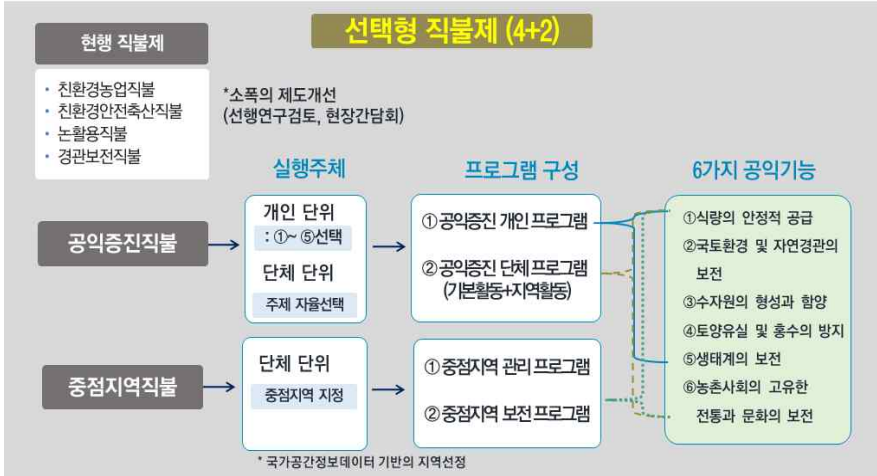 선택형 직불제 (4+2)
현행 직불제
· 친환경농업직불
· 친환경안전축산직불
· 논활용직불
· 경관보전직불
*소폭의 제도개선
(선행연구검토, 현장간담회)
실행주체
프로그램 구성
6가지 공익기능
공익증진직불
개인 단위
: ①~ ⑤선택
단체 단위
주제 자율선택
① 공익증진 개인 프로그램
② 공익증진 단체 프로그램
(기본활동+지역활동)
중점지역직불
단체 단위
중점지역 지정
① 중점지역 관리 프로그램
② 중점지역 보전 프로그램
①식량의 안정적 공급
②국토환경 및 자연경관의
보전
③수자원의 형성과 함양
④토양유실 및 홍수의 방지
⑤생태계의 보전
⑥농촌사회의 고유한
전통과 문화의 보전
* 국가공간정보데이터 기반의 지역선정